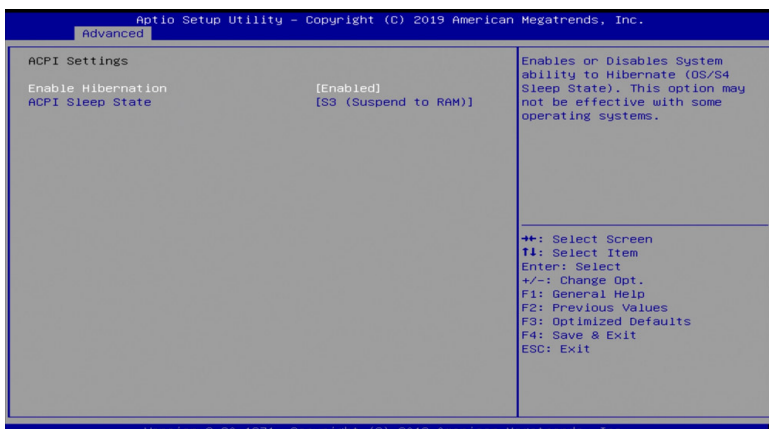 Aptio Setup Utility – Copyright (C) 2019 American Megatrends, Inc.
Advanced
ACPI Settings
Enable Hibernation [Enabled]
ACPI Sleep State [S3 (Suspend to RAM)]
Enables or Disables System
ability to Hibernate (OS/S4
Sleep State). This option may
not be effective with some
operating systems.
→←: Select Screen
↑↓: Select Item
Enter: Select
+/-: Change Opt.
F1: General Help
F2: Previous Values
F3: Optimized Defaults
F4: Save & Exit
ESC: Exit